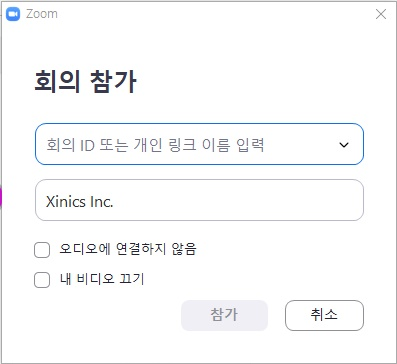 Zoom
회의 참가
회의 ID 또는 개인 링크 이름 입력
Xinics Inc.
오디오에 연결하지 않음
내 비디오 끄기
참가 취소